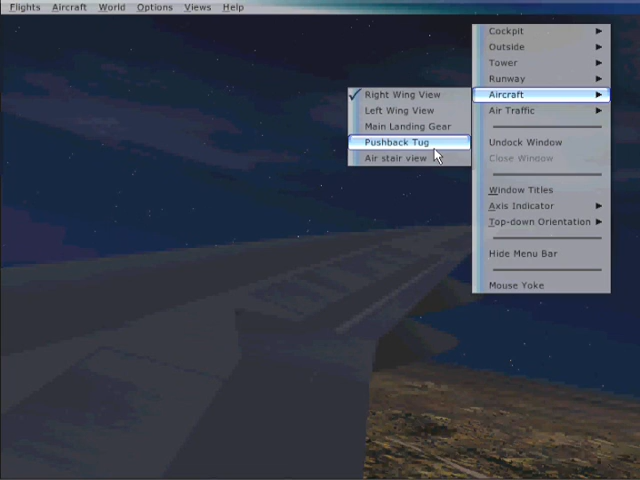 Flights Aircraft World Options Views Help
Cockpit
Outside
Tower
Runway
Aircraft
Air Traffic
Undock Window
Close Window
Window Titles
Axis Indicator
Top-down Orientation
Hide Menu Bar
Mouse Yoke
Right Wing View
Left Wing View
Main Landing Gear
Pushback Tug
Air stair view